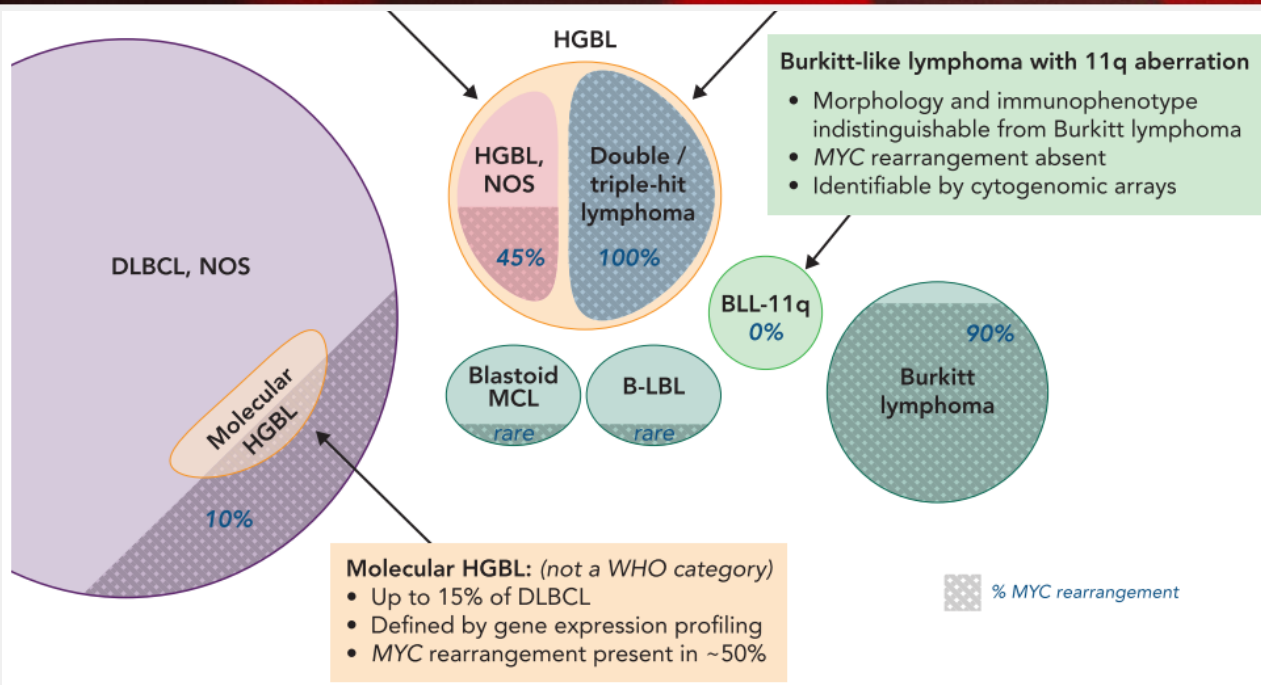 HGBL
Burkitt-like lymphoma with 11q aberration
• Morphology and immunophenotype
indistinguishable from Burkitt lymphoma
• MYC rearrangement absent
• Identifiable by cytogenomic arrays
HGBL,
NOS
45%
Double /
triple-hit
lymphoma
100%
DLBCL, NOS
BLL-11q
0%
90%
Burkitt
lymphoma
Blastoid
MCL
rare
B-LBL
rare
Molecular
HGBL
10%
Molecular HGBL: (not a WHO category)
• Up to 15% of DLBCL
• Defined by gene expression profiling
• MYC rearrangement present in ~50%
% MYC rearrangement